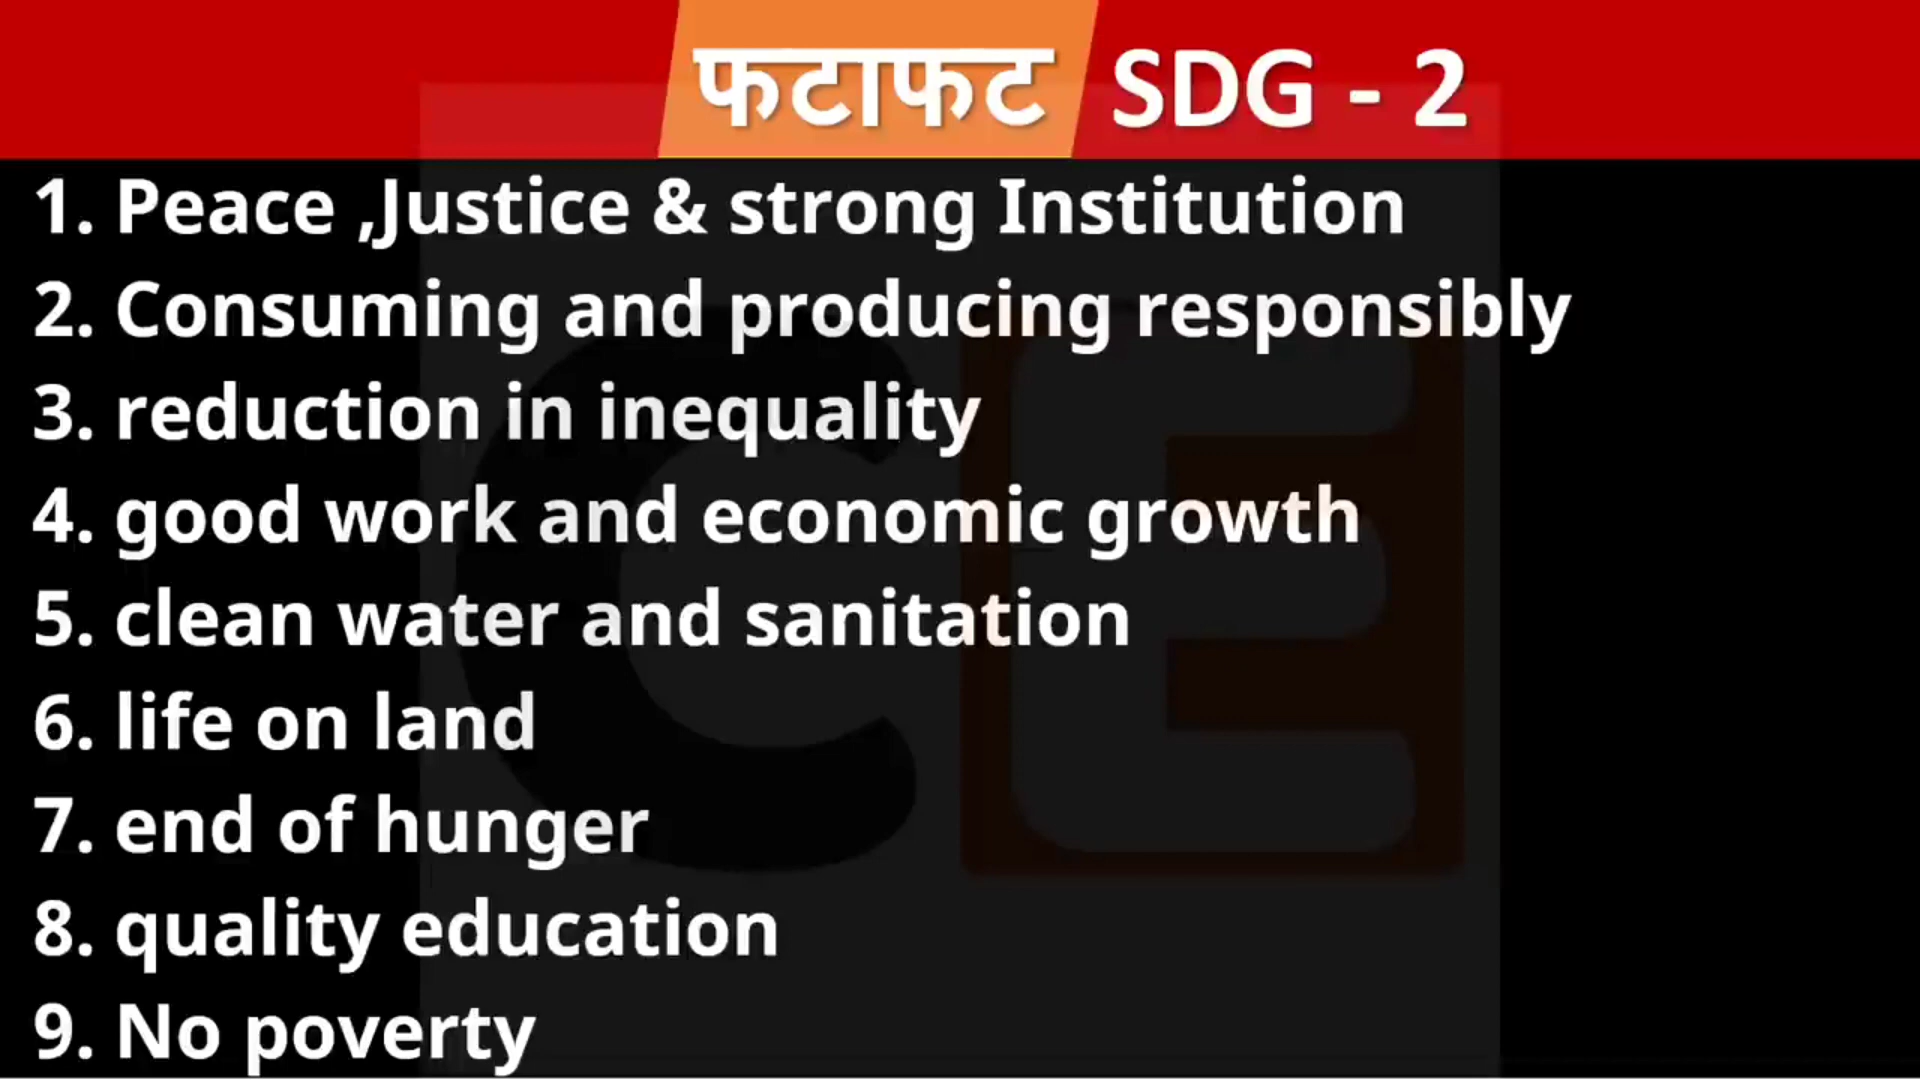 फटाफट SDG - 2
1. Peace ,Justice & strong Institution
2. Consuming and producing responsibly
3. reduction in inequality
4. good work and economic growth
5. clean water and sanitation
6. life on land
7. end of hunger
8. quality education
9. No poverty
CE